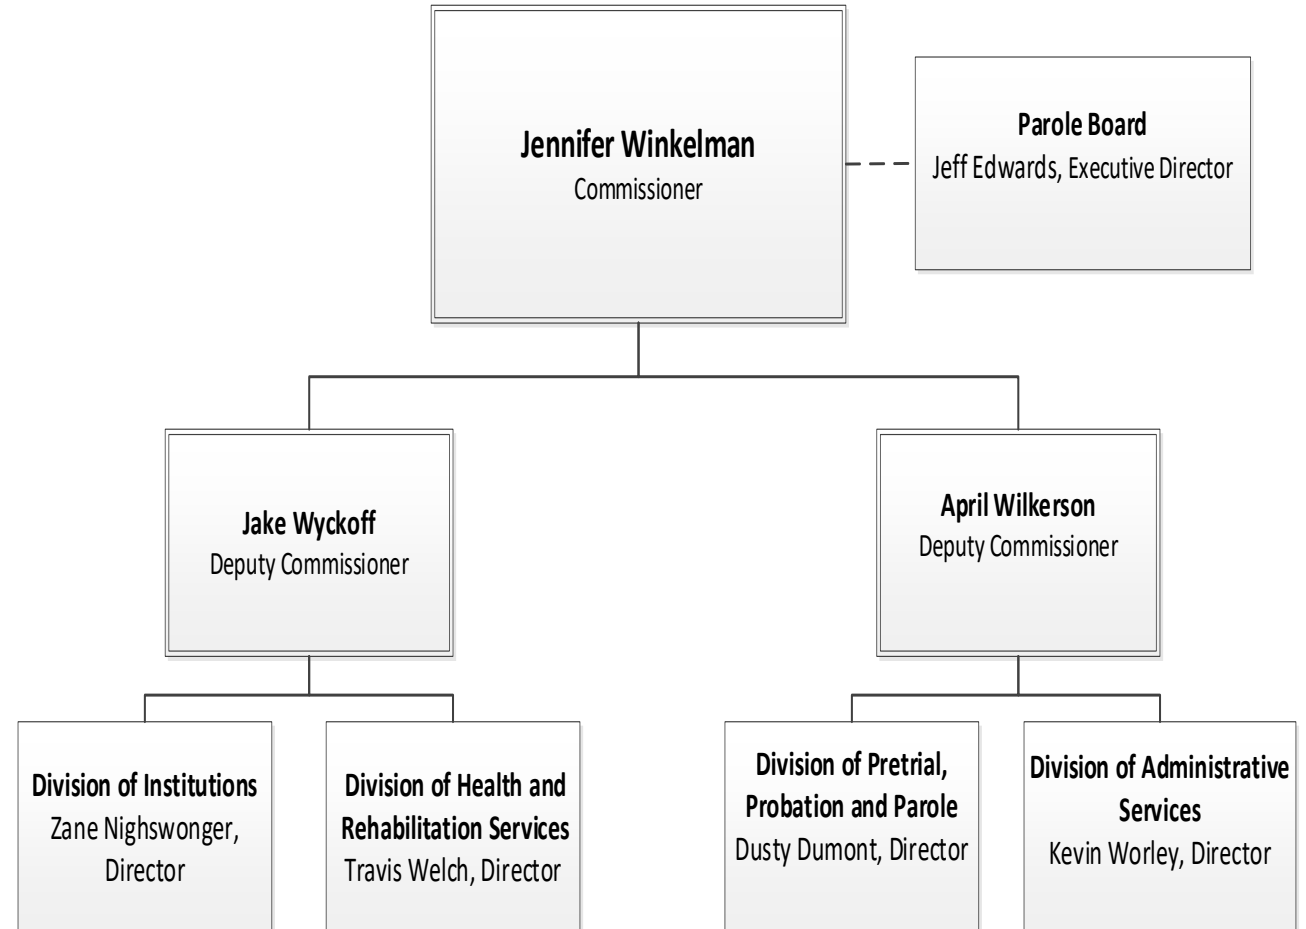 Jennifer Winkelman
Commissioner
Parole Board
Jeff Edwards, Executive Director
Jake Wyckoff
Deputy Commissioner
April Wilkerson
Deputy Commissioner
Division of Institutions
Zane Nighswonger,
Director
Division of Health and
Rehabilitation Services
Travis Welch, Director
Division of Pretrial,
Probation and Parole
Dusty Dumont, Director
Division of Administrative
Services
Kevin Worley, Director